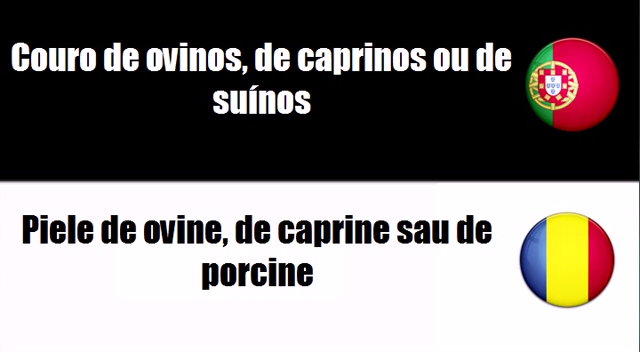 Couro de ovinos, de caprinos ou de
suínos
Piele de ovine, de caprine sau de
porcine